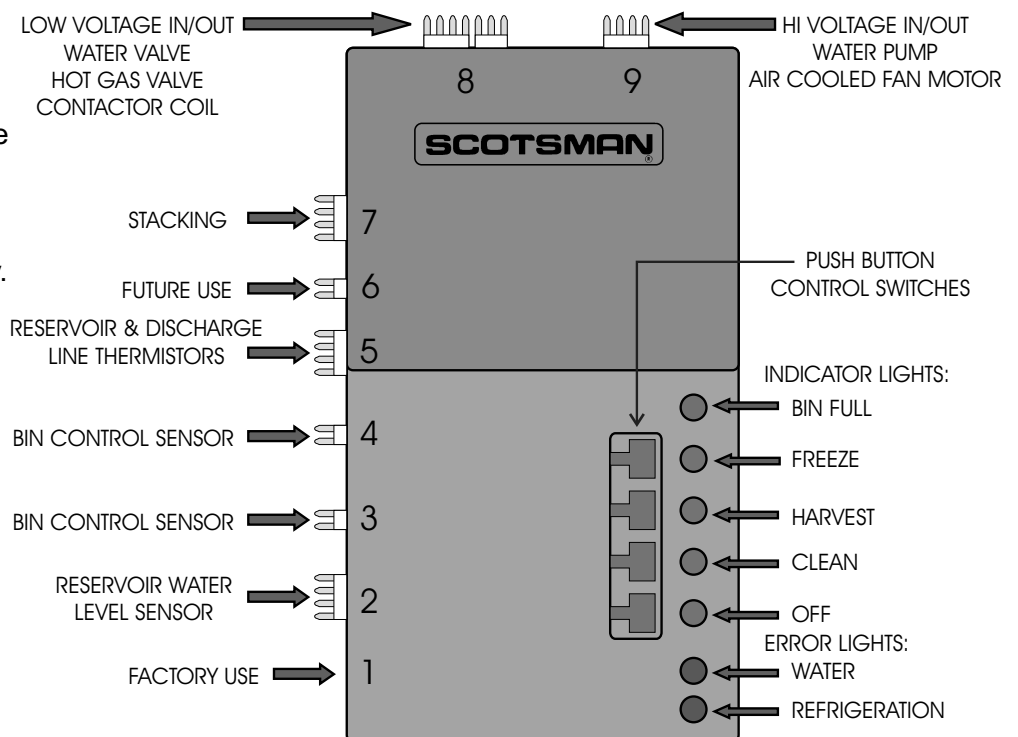 LOW VOLTAGE IN/OUT
WATER VALVE
HOT GAS VALVE
CONTACTOR COIL
HI VOLTAGE IN/OUT
WATER PUMP
AIR COOLED FAN MOTOR
8
9
e
SCOTSMAN®
STACKING
7
.
FUTURE USE
6
PUSH BUTTON
CONTROL SWITCHES
RESERVOIR & DISCHARGE
LINE THERMISTORS
5
INDICATOR LIGHTS:
BIN FULL
BIN CONTROL SENSOR
4
FREEZE
BIN CONTROL SENSOR
3
HARVEST
CLEAN
RESERVOIR WATER
LEVEL SENSOR
2
OFF
ERROR LIGHTS:
WATER
FACTORY USE
1
REFRIGERATION